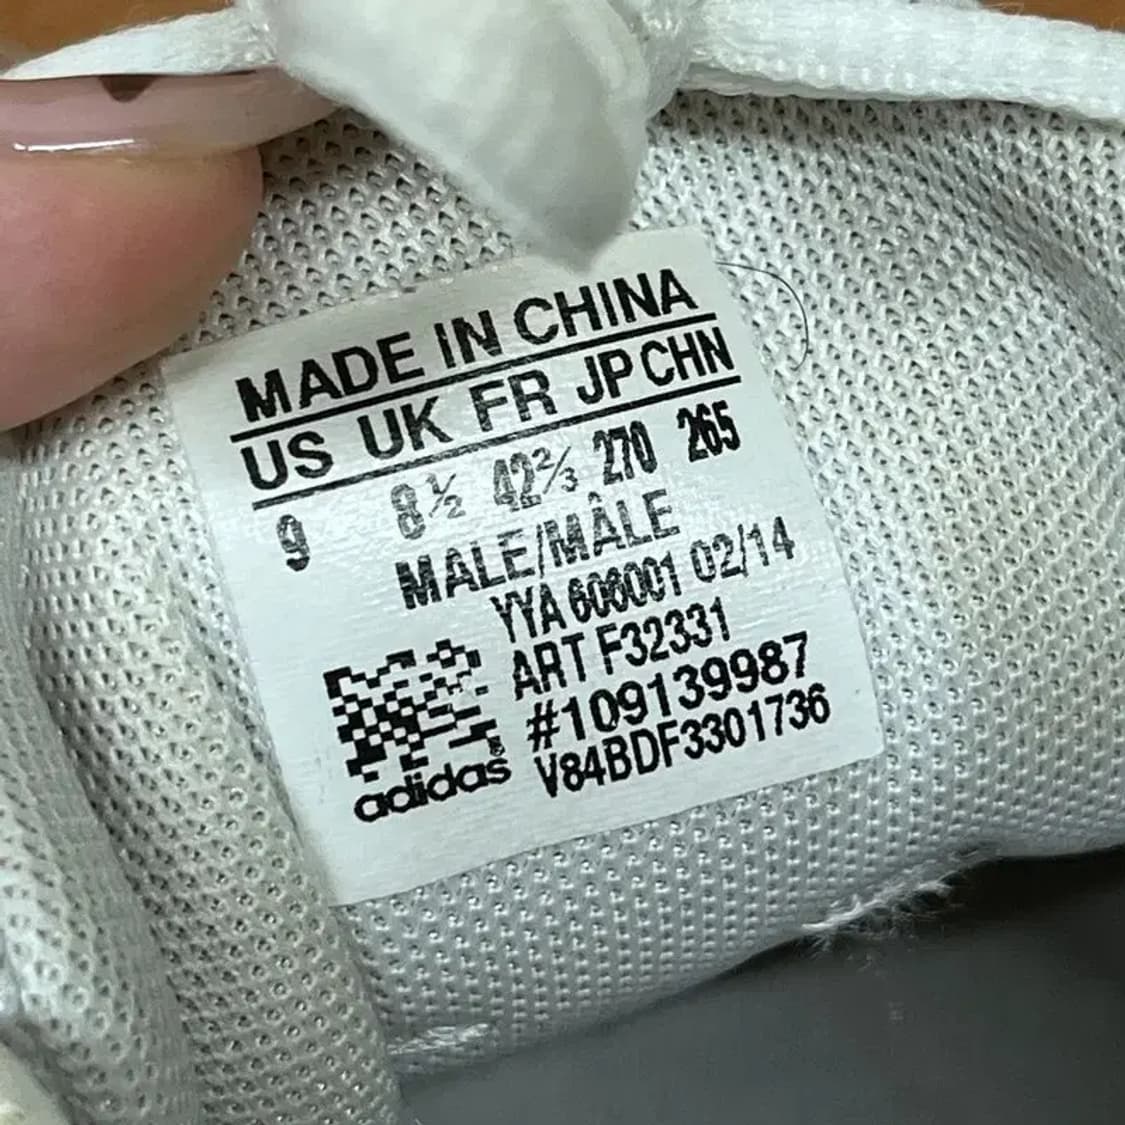 MADE IN CHINA
US UK FR JP CHN
9 8½ 42⅔ 270 265
MALE/MÂLE
YYA 606001 02/14
ART F32331
#109139987
adidas® V84BDF3301736